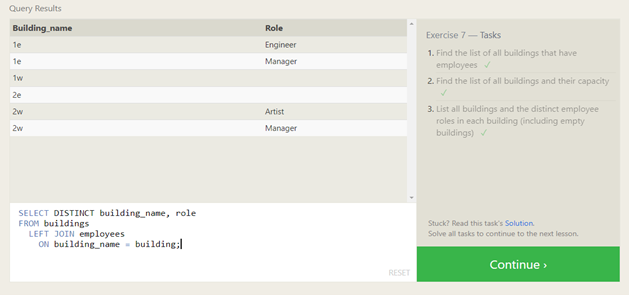 Query Results
Building_name Role
1e Engineer
1e Manager
1w
2e
2w Artist
2w Manager
SELECT DISTINCT building_name, role
FROM buildings
LEFT JOIN employees
ON building_name = building;
RESET
Exercise 7 — Tasks
1. Find the list of all buildings that have
employees ✓
2. Find the list of all buildings and their capacity
✓
3. List all buildings and the distinct employee
roles in each building (including empty
buildings) ✓
Stuck? Read this task's Solution.
Solve all tasks to continue to the next lesson.
Continue ›